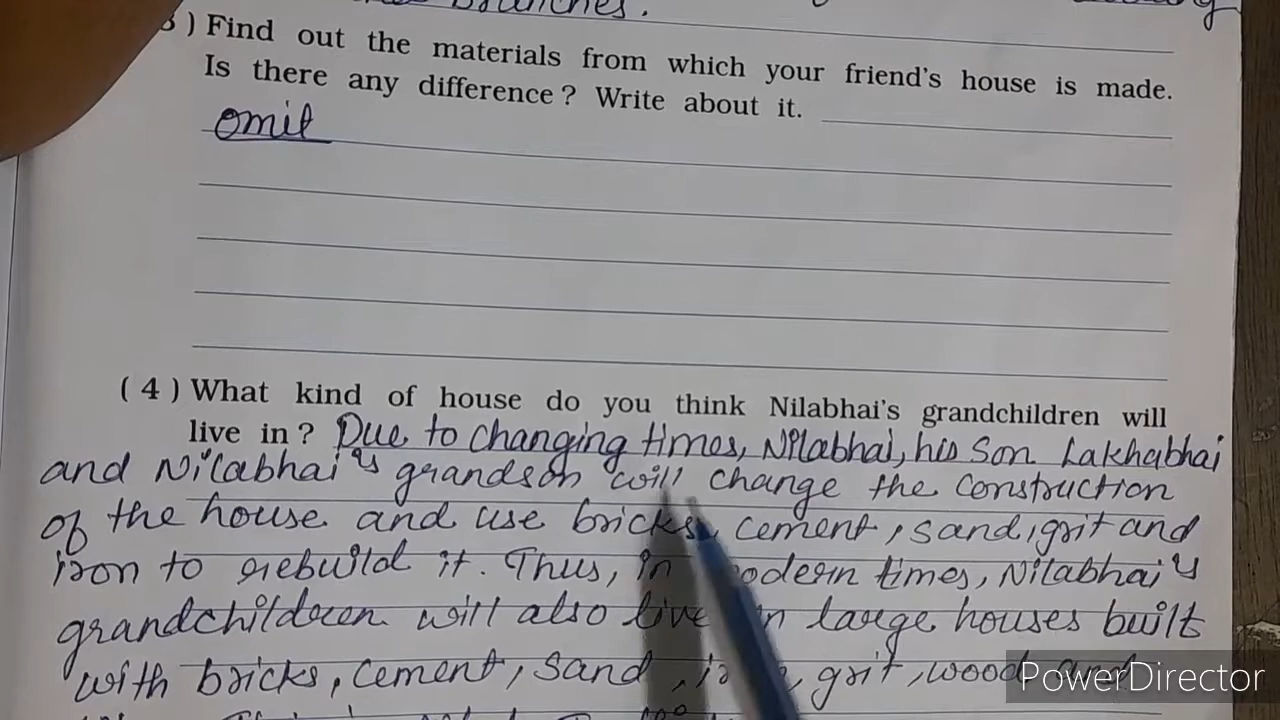 branches.
3 ) Find out the materials from which your friend's house is made.
Is there any difference ? Write about it.
omit
( 4 ) What kind of house do you think Nilabhai's grandchildren will
live in ? Due to changing times, Nilabhai, his Son Lakhabhai
and Nilabhai's grandson will change the construction
of the house and use bricks, cement, sand, grit and
iron to rebuild it. Thus, in modern times, Nilabhai's
grandchildren will also live in large houses built
with bricks, cement, sand, iron, grit, wood and
PowerDirector